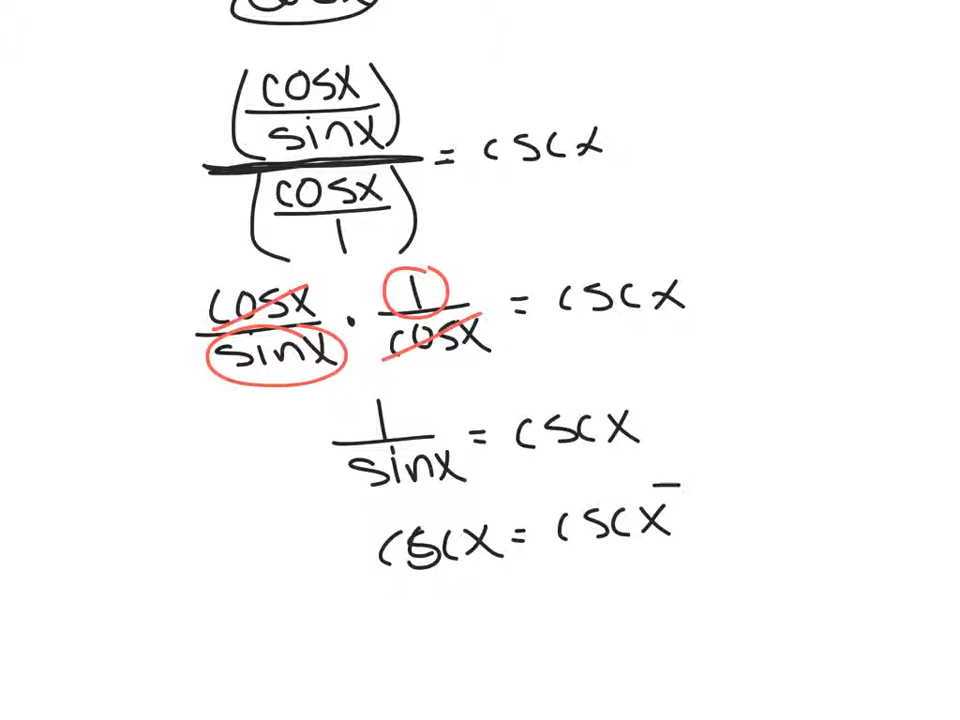 (cosx/sinx)/(cosx/1) = cscx
cosx/sinx · 1/cosx = cscx
1/sinx = cscx
cscx = cscx